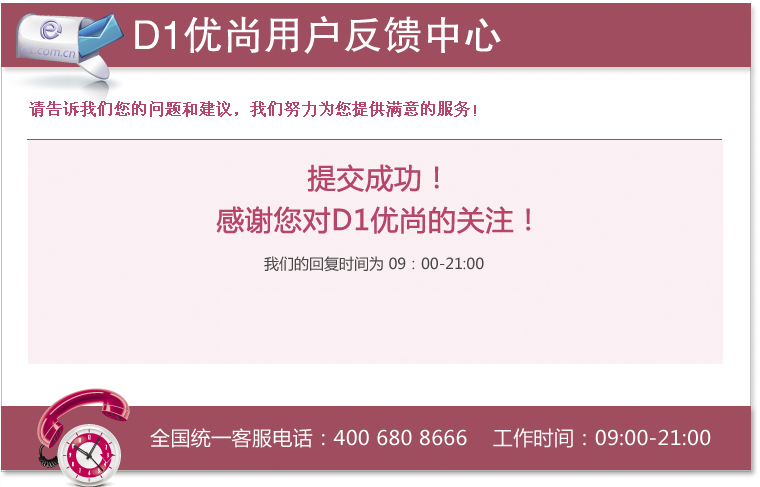 D1优尚用户反馈中心
.com.cn
请告诉我们您的问题和建议，我们努力为您提供满意的服务!
提交成功！
感谢您对D1优尚的关注！
我们的回复时间为 09：00-21:00
全国统一客服电话：400 680 8666 工作时间：09:00-21:00